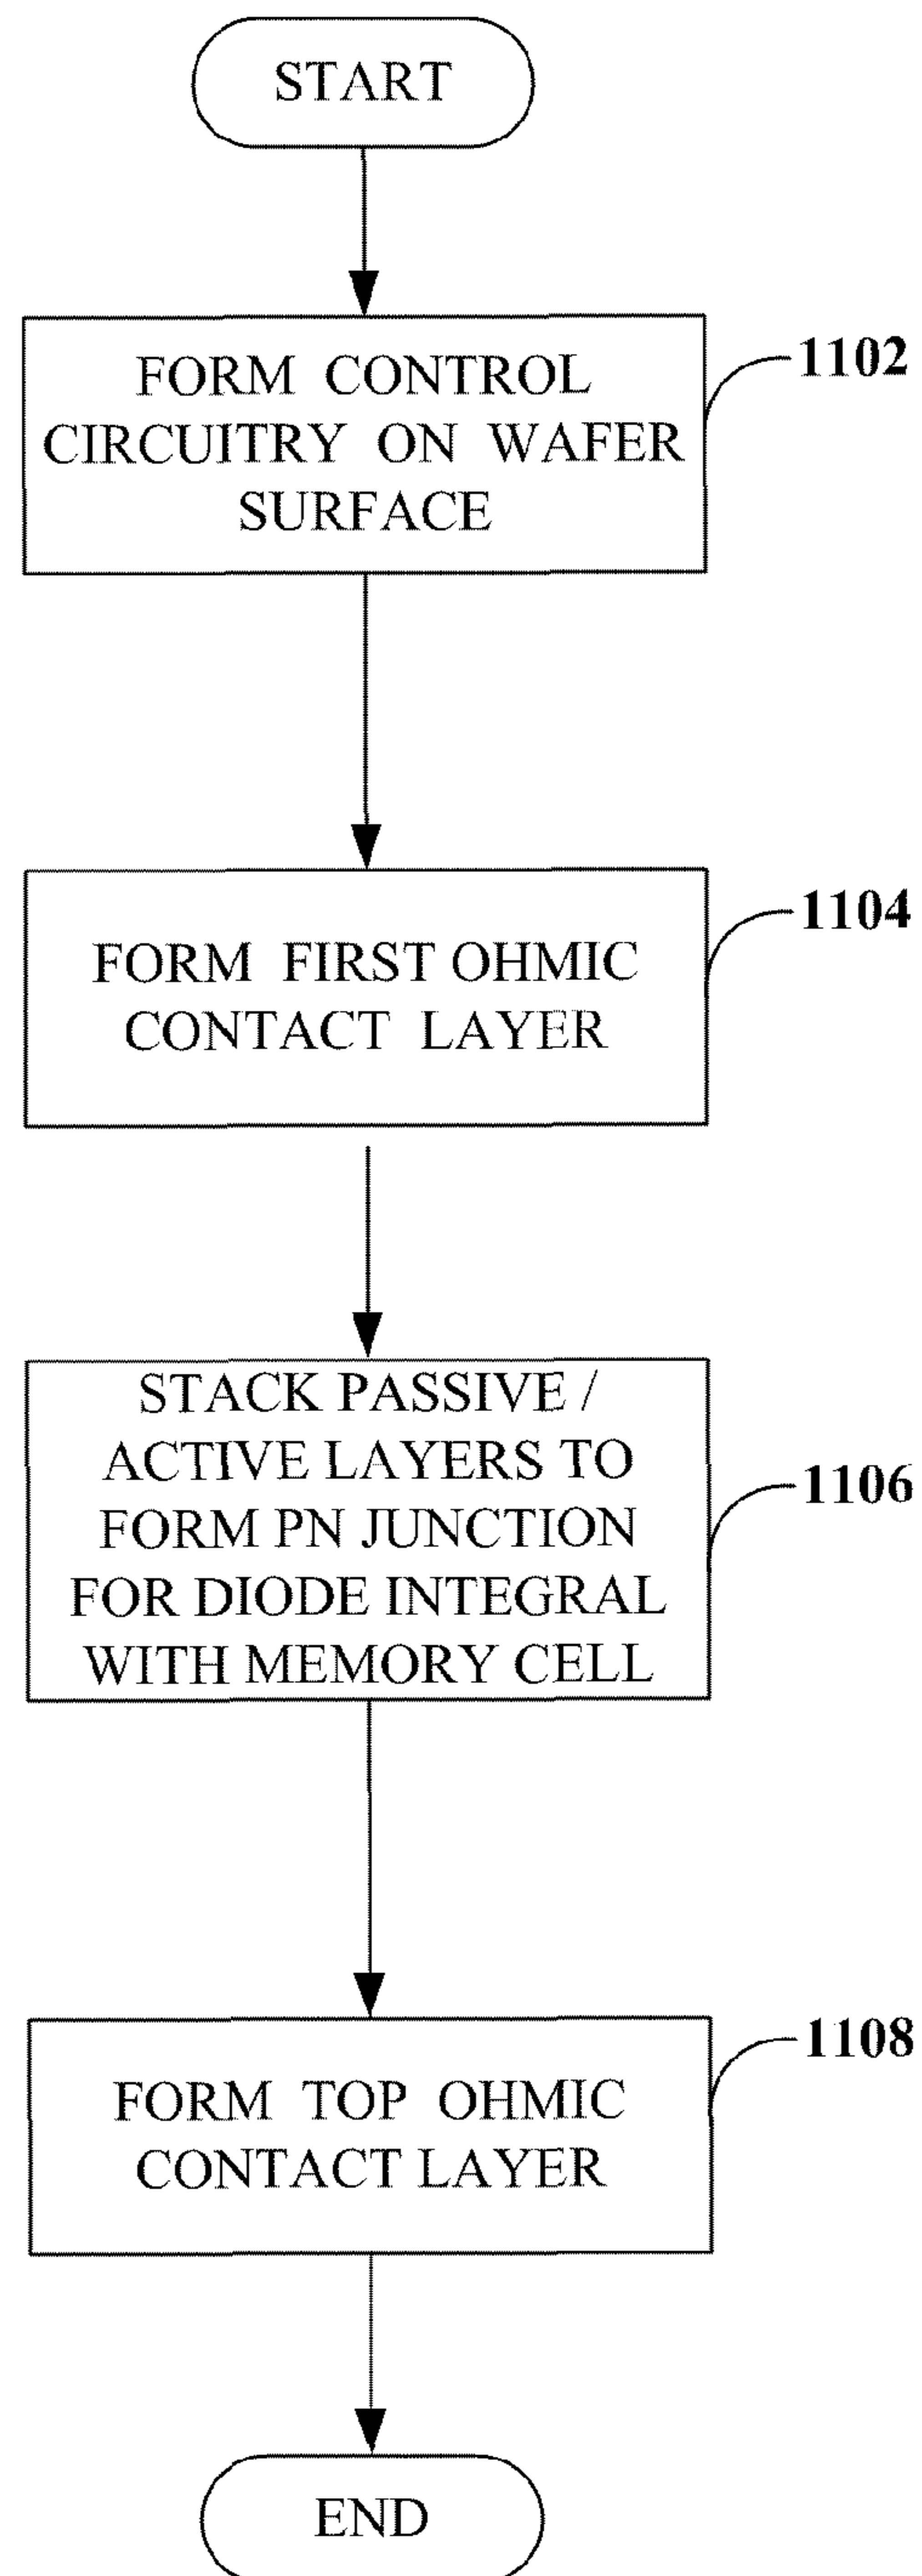 START
FORM CONTROL
CIRCUITRY ON WAFER
SURFACE
1102
FORM FIRST OHMIC
CONTACT LAYER
1104
STACK PASSIVE /
ACTIVE LAYERS TO
FORM PN JUNCTION
FOR DIODE INTEGRAL
WITH MEMORY CELL
1106
FORM TOP OHMIC
CONTACT LAYER
1108
END